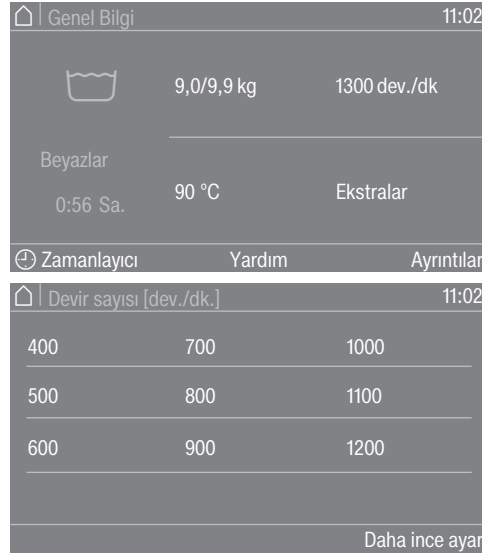 Genel Bilgi 11:02
9,0/9,9 kg 1300 dev./dk
Beyazlar
0:56 Sa.
90 °C Ekstralar
Zamanlayıcı Yardım Ayrıntılar
Devir sayısı [dev./dk.] 11:02
400 700 1000
500 800 1100
600 900 1200
Daha ince ayar